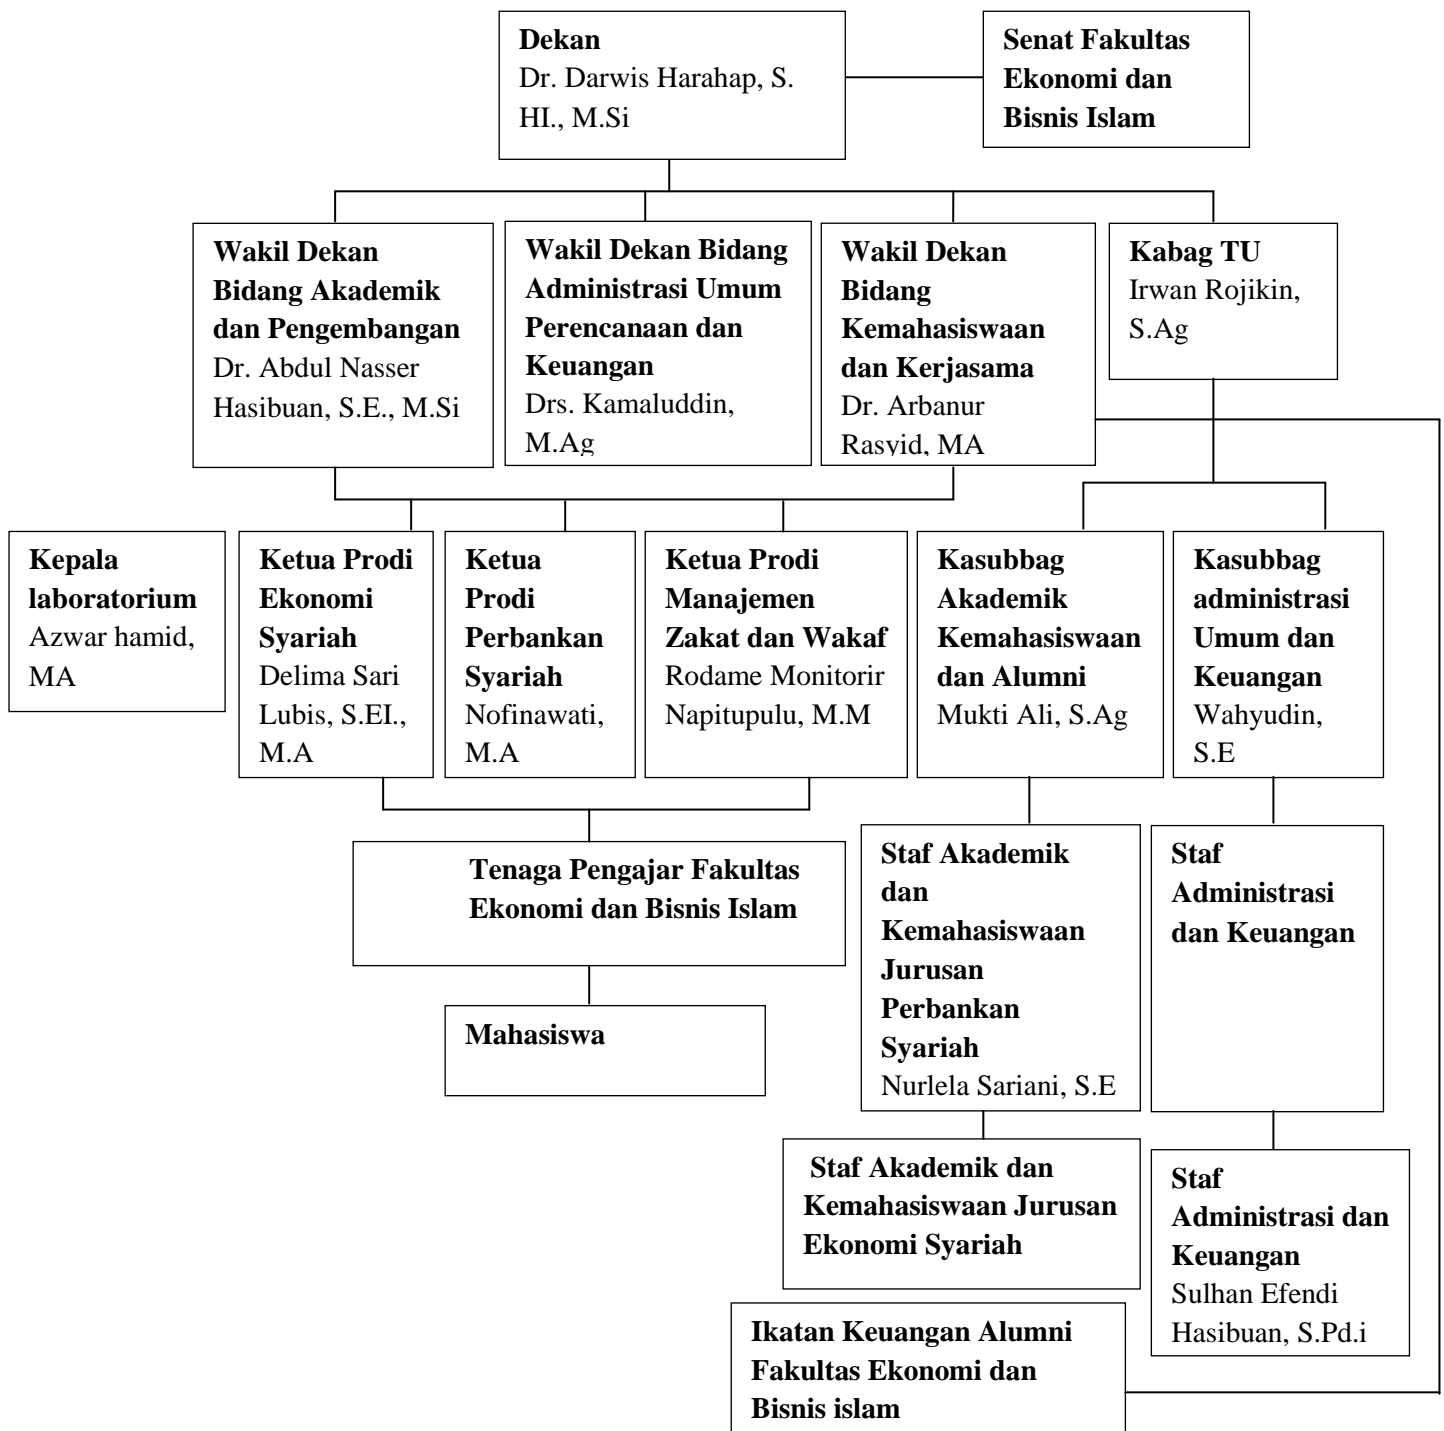 Dekan
Dr. Darwis Harahap, S.
HI., M.Si
Senat Fakultas
Ekonomi dan
Bisnis Islam
Wakil Dekan
Bidang Akademik
dan Pengembangan
Dr. Abdul Nasser
Hasibuan, S.E., M.Si
Wakil Dekan Bidang
Administrasi Umum
Perencanaan dan
Keuangan
Drs. Kamaluddin,
M.Ag
Wakil Dekan
Bidang
Kemahasiswaan
dan Kerjasama
Dr. Arbanur
Rasyid, MA
Kabag TU
Irwan Rojikin,
S.Ag
Kepala
laboratorium
Azwar hamid,
MA
Ketua Prodi
Ekonomi
Syariah
Delima Sari
Lubis, S.EI.,
M.A
Ketua
Prodi
Perbankan
Syariah
Nofinawati,
M.A
Ketua Prodi
Manajemen
Zakat dan Wakaf
Rodame Monitorir
Napitupulu, M.M
Kasubbag
Akademik
Kemahasiswaan
dan Alumni
Mukti Ali, S.Ag
Kasubbag
administrasi
Umum dan
Keuangan
Wahyudin,
S.E
Tenaga Pengajar Fakultas
Ekonomi dan Bisnis Islam
Mahasiswa
Staf Akademik
dan
Kemahasiswaan
Jurusan
Perbankan
Syariah
Nurlela Sariani, S.E
Staf
Administrasi
dan Keuangan
Staf Akademik dan
Kemahasiswaan Jurusan
Ekonomi Syariah
Staf
Administrasi dan
Keuangan
Sulhan Efendi
Hasibuan, S.Pd.i
Ikatan Keuangan Alumni
Fakultas Ekonomi dan
Bisnis islam